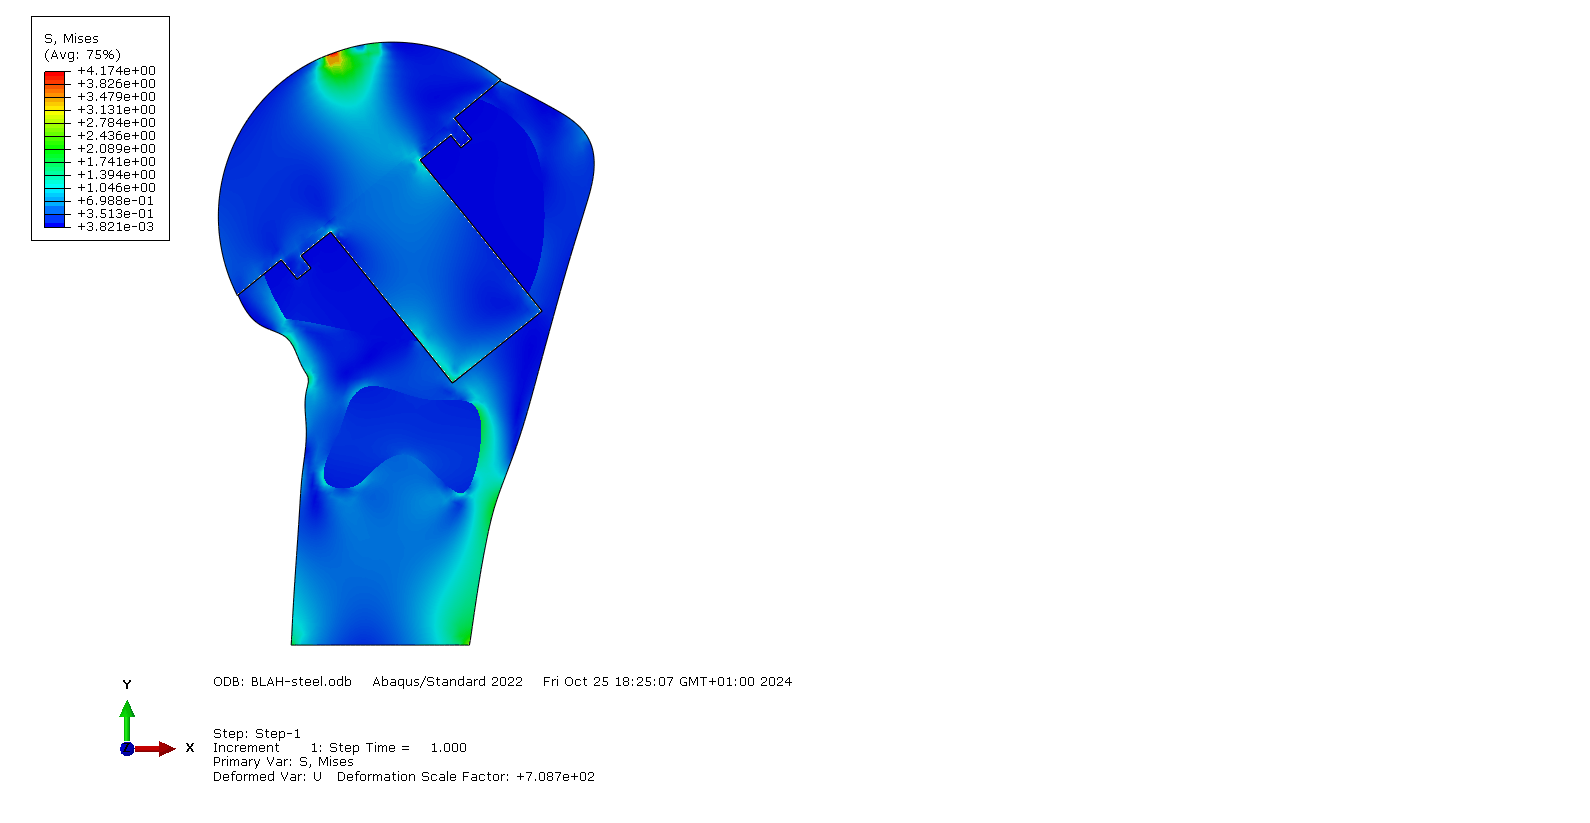 S, Mises
(Avg: 75%)
+4.174e+00
+3.826e+00
+3.479e+00
+3.131e+00
+2.784e+00
+2.436e+00
+2.089e+00
+1.741e+00
+1.394e+00
+1.046e+00
+6.988e-01
+3.513e-01
+3.821e-03
Y
X
ODB: BLAH-steel.odb Abaqus/Standard 2022 Fri Oct 25 18:25:07 GMT+01:00 2024
Step: Step-1
Increment 1: Step Time = 1.000
Primary Var: S, Mises
Deformed Var: U Deformation Scale Factor: +7.087e+02